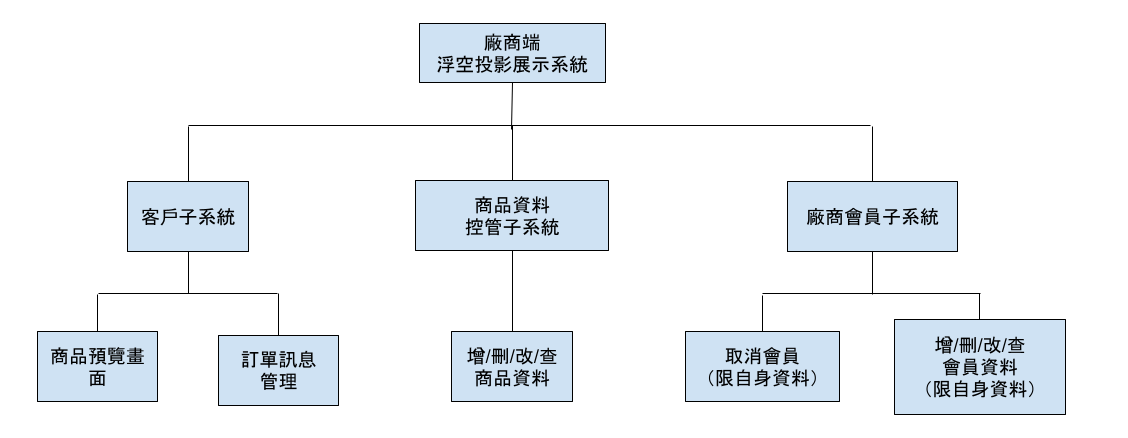 廠商端
浮空投影展示系統
客戶子系統
商品資料
控管子系統
廠商會員子系統
商品預覽畫
面
訂單訊息
管理
增/刪/改/查
商品資料
取消會員
（限自身資料）
增/刪/改/查
會員資料
（限自身資料）